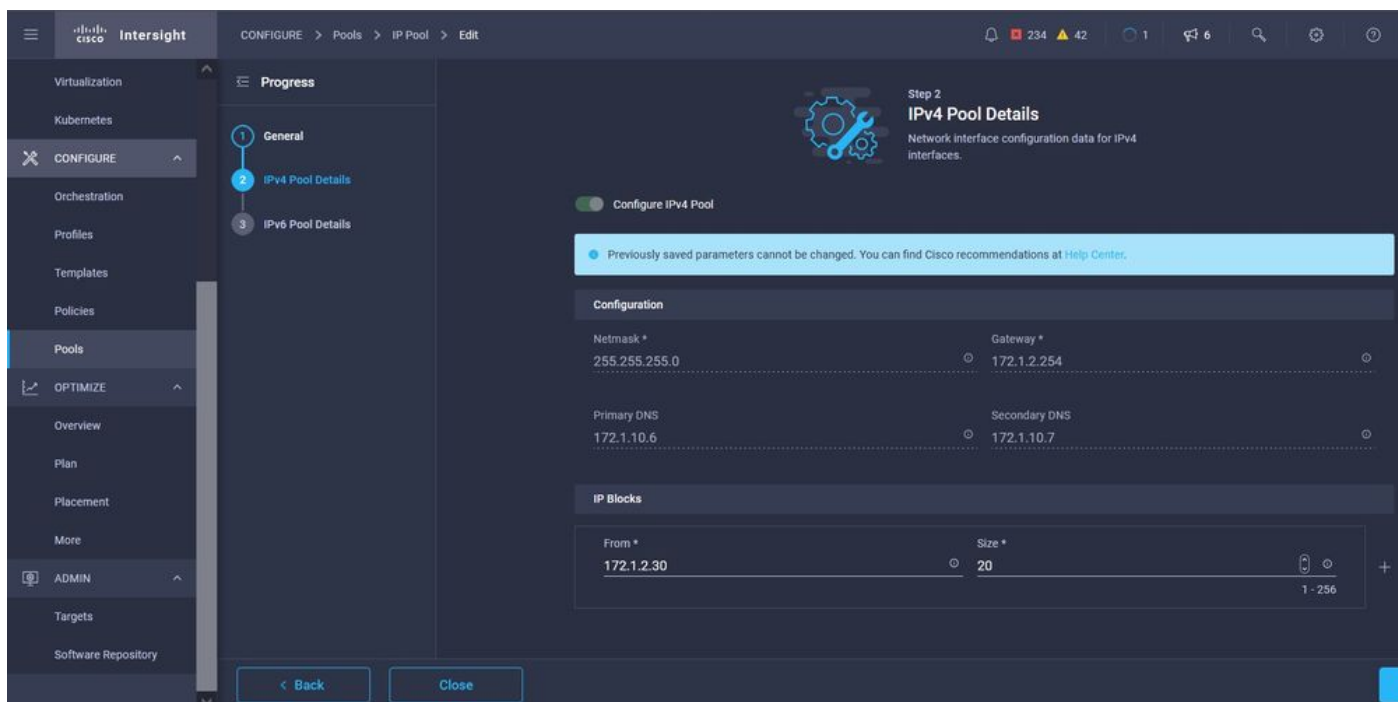 cisco Intersight
CONFIGURE > Pools > IP Pool > Edit
234 42 1 6
Virtualization
Kubernetes
CONFIGURE
Orchestration
Profiles
Templates
Policies
Pools
OPTIMIZE
Overview
Plan
Placement
More
ADMIN
Targets
Software Repository
Progress
1 General
2 IPv4 Pool Details
3 IPv6 Pool Details
Step 2
IPv4 Pool Details
Network interface configuration data for IPv4
interfaces.
Configure IPv4 Pool
Previously saved parameters cannot be changed. You can find Cisco recommendations at Help Center.
Configuration
Netmask * Gateway *
255.255.255.0 172.1.2.254
Primary DNS Secondary DNS
172.1.10.6 172.1.10.7
IP Blocks
From * Size *
172.1.2.30 20
1 - 256
< Back Close